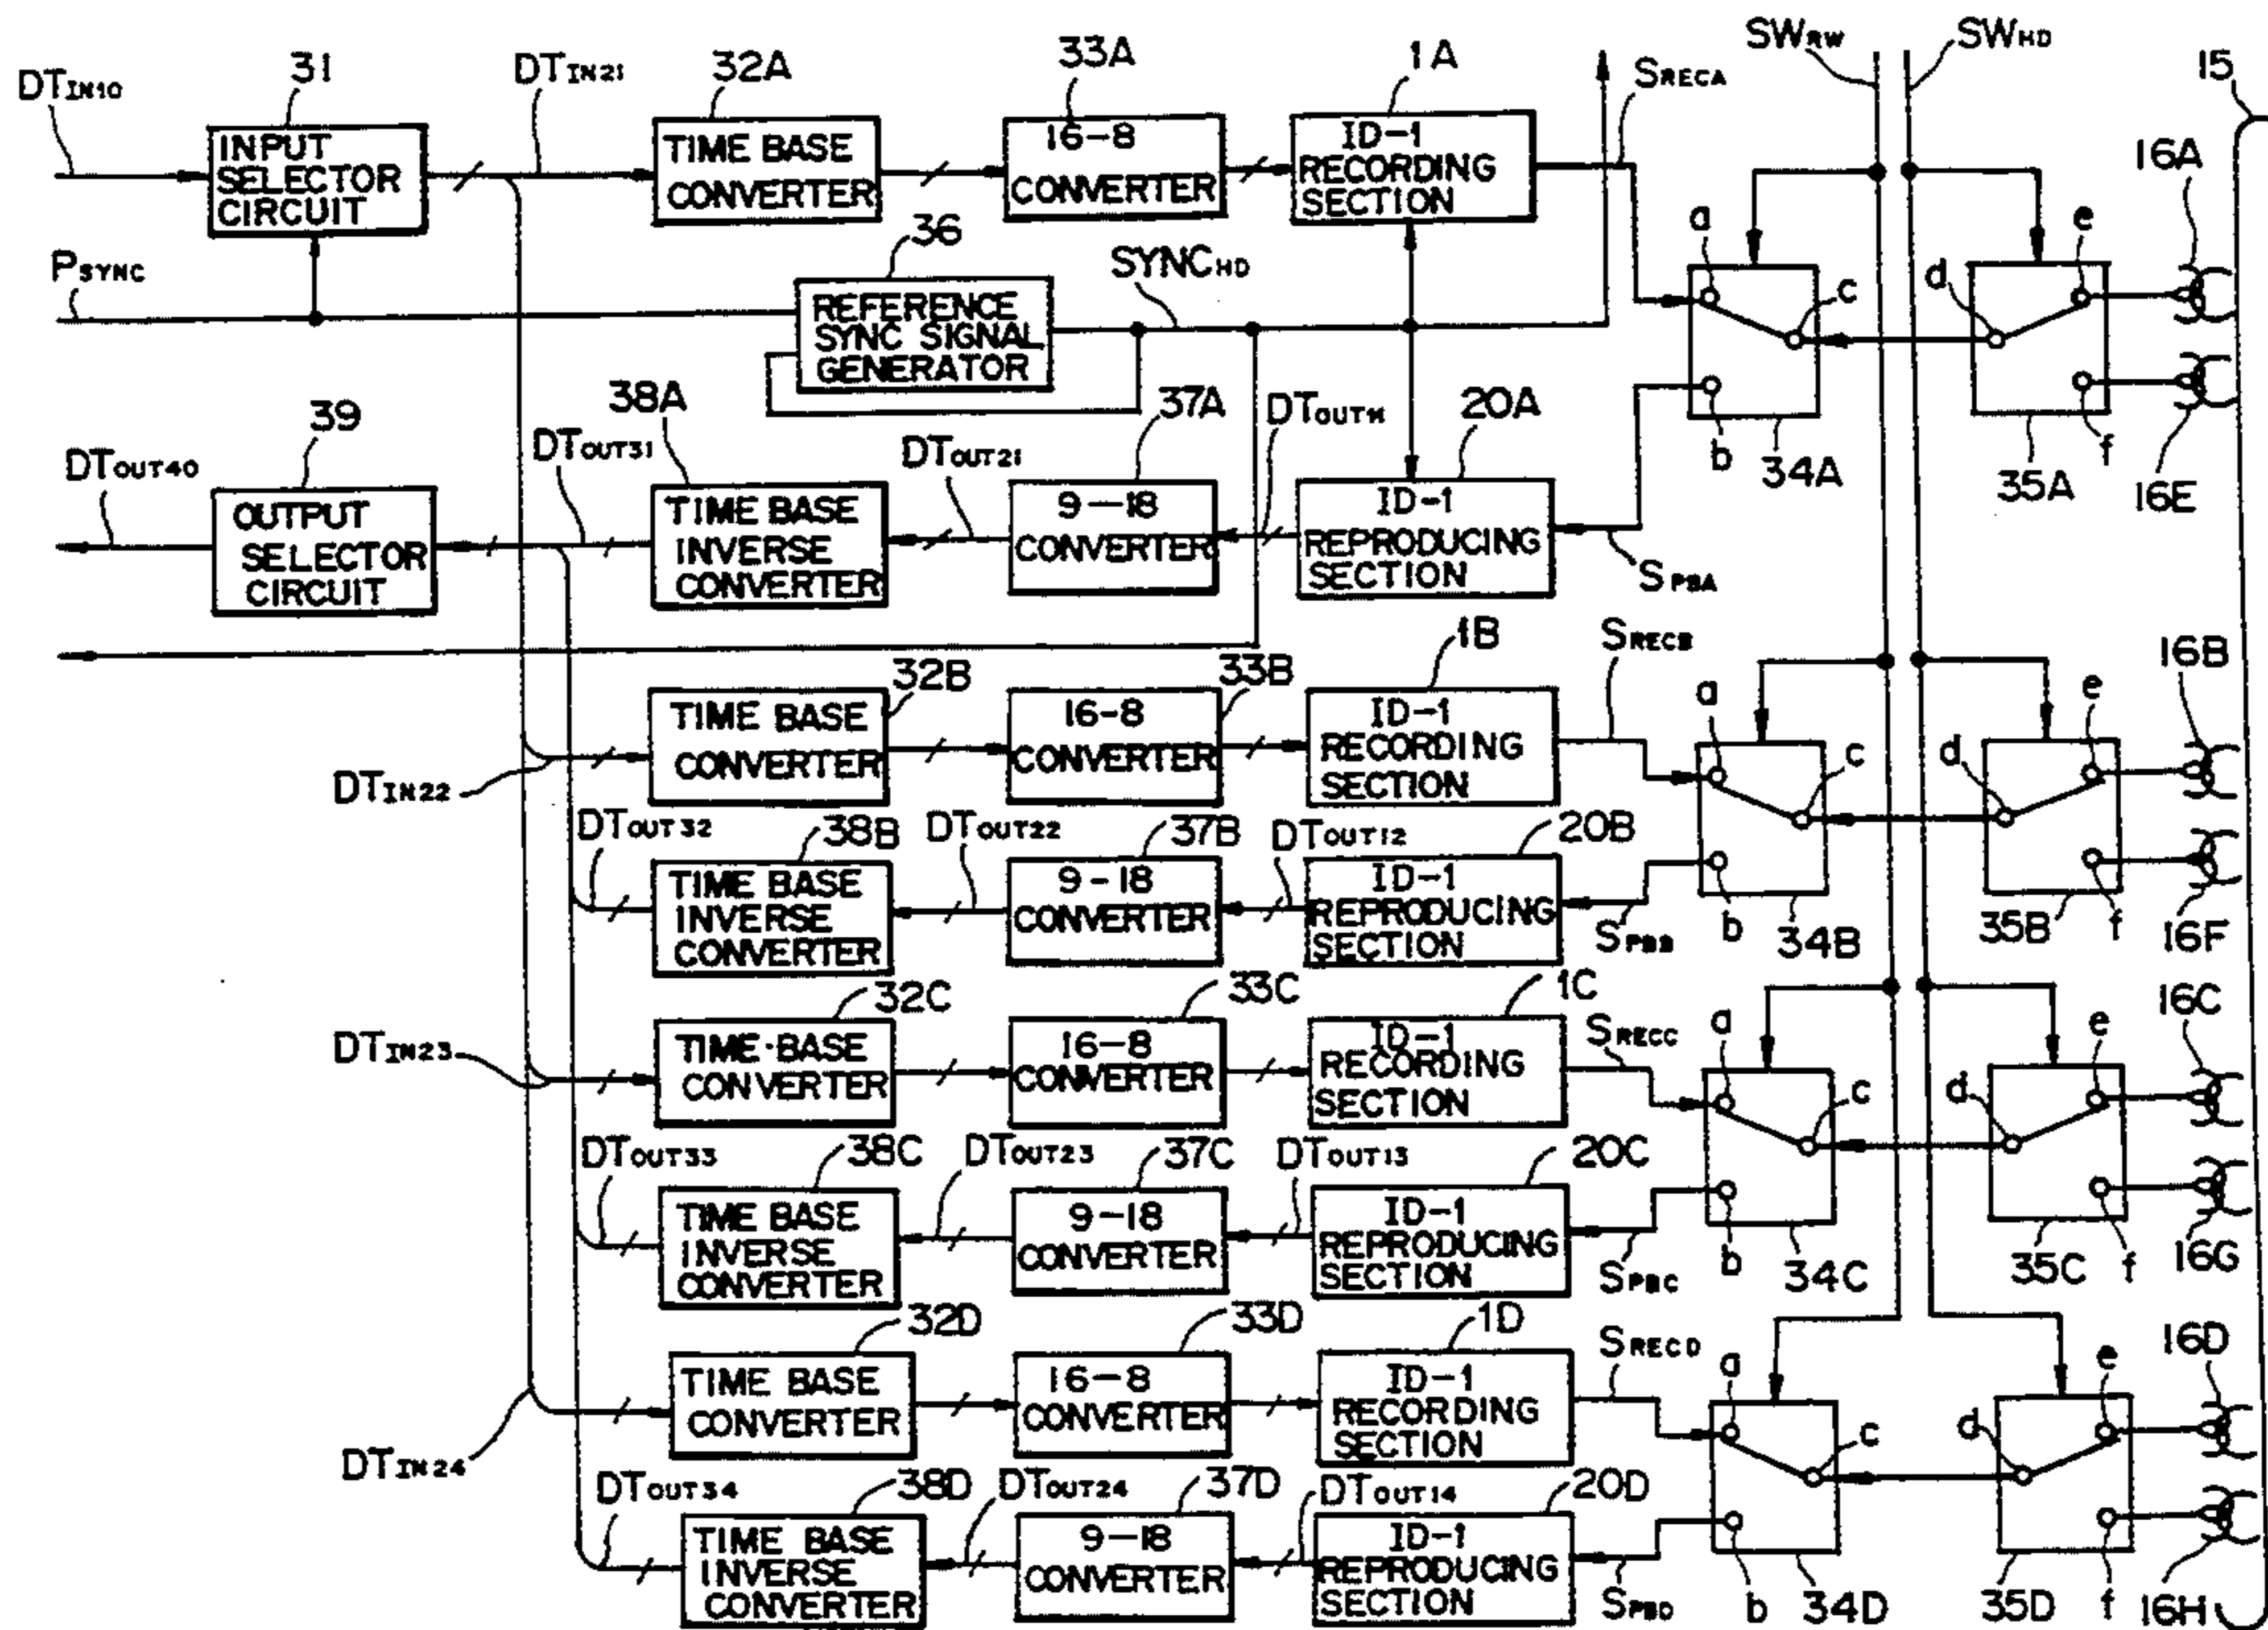 DTIN10
31
DTIN21
32A
33A
1A
SRECA
SWRW
SWHD
15
INPUT
SELECTOR
CIRCUIT
TIME BASE
CONVERTER
16-8
CONVERTER
ID-1
RECORDING
SECTION
16A
PSYNC
36
SYNCHD
a
c
d
e
REFERENCE
SYNC SIGNAL
GENERATOR
b
34A
f
35A
16E
DTOUT40
39
DTOUT31
38A
DTOUT21
37A
DTOUT11
20A
OUTPUT
SELECTOR
CIRCUIT
TIME BASE
INVERSE
CONVERTER
9-18
CONVERTER
ID-1
REPRODUCING
SECTION
SPBA
32B
33B
1B
SRECB
16B
DTIN22
TIME BASE
CONVERTER
16-8
CONVERTER
ID-1
RECORDING
SECTION
a
c
d
e
DTOUT32
38B
DTOUT22
37B
DTOUT12
20B
TIME BASE
INVERSE
CONVERTER
9-18
CONVERTER
ID-1
REPRODUCING
SECTION
SPBB
b
34B
35B
f
16F
32C
33C
1C
SRECC
16C
DTIN23
TIME BASE
CONVERTER
16-8
CONVERTER
ID-1
RECORDING
SECTION
a
c
d
e
DTOUT33
38C
DTOUT23
37C
DTOUT13
20C
TIME BASE
INVERSE
CONVERTER
9-18
CONVERTER
ID-1
REPRODUCING
SECTION
SPBC
b
34C
35C
f
16G
32D
33D
1D
SRECD
16D
DTIN24
TIME BASE
CONVERTER
16-8
CONVERTER
ID-1
RECORDING
SECTION
a
c
d
e
DTOUT34
38D
DTOUT24
37D
DTOUT14
20D
TIME BASE
INVERSE
CONVERTER
9-18
CONVERTER
ID-1
REPRODUCING
SECTION
SPBD
b
34D
35D
f
16H